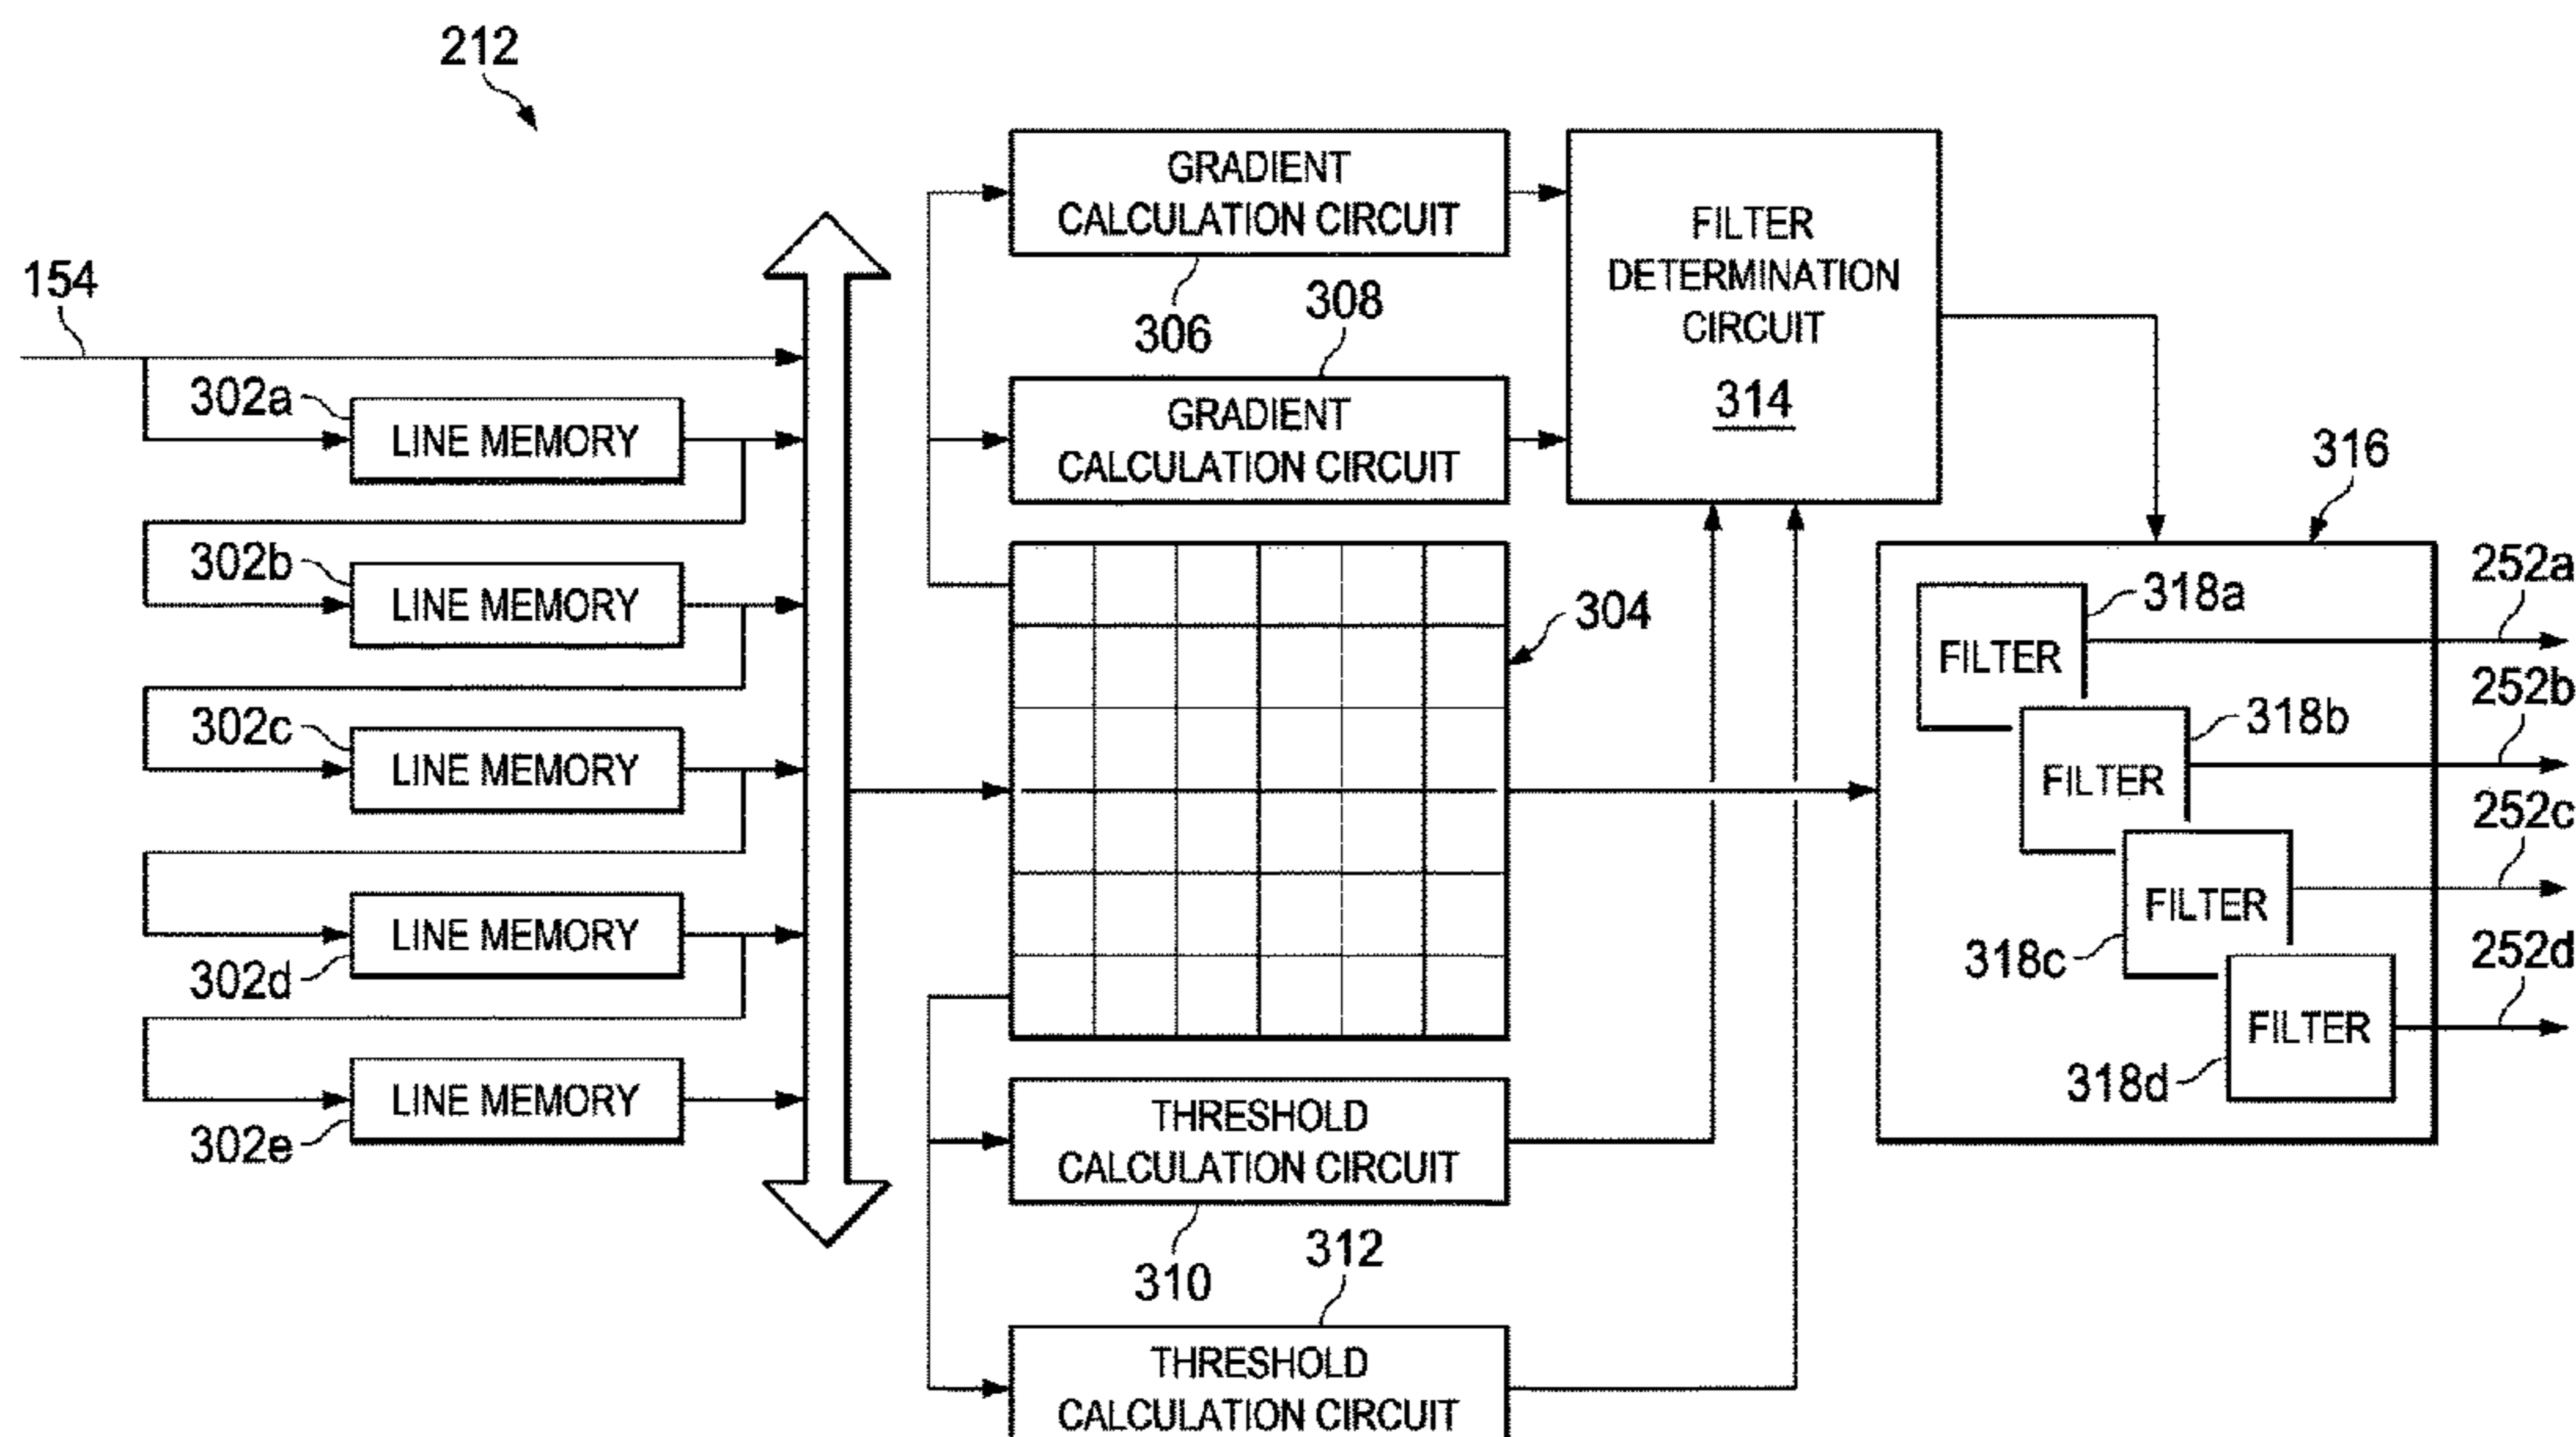 212
154
302a
LINE MEMORY
302b
LINE MEMORY
302c
LINE MEMORY
302d
LINE MEMORY
302e
LINE MEMORY
GRADIENT
CALCULATION CIRCUIT
306
308
GRADIENT
CALCULATION CIRCUIT
304
THRESHOLD
CALCULATION CIRCUIT
310
312
THRESHOLD
CALCULATION CIRCUIT
FILTER
DETERMINATION
CIRCUIT
314
316
318a
FILTER
318b
FILTER
318c
FILTER
318d
FILTER
252a
252b
252c
252d